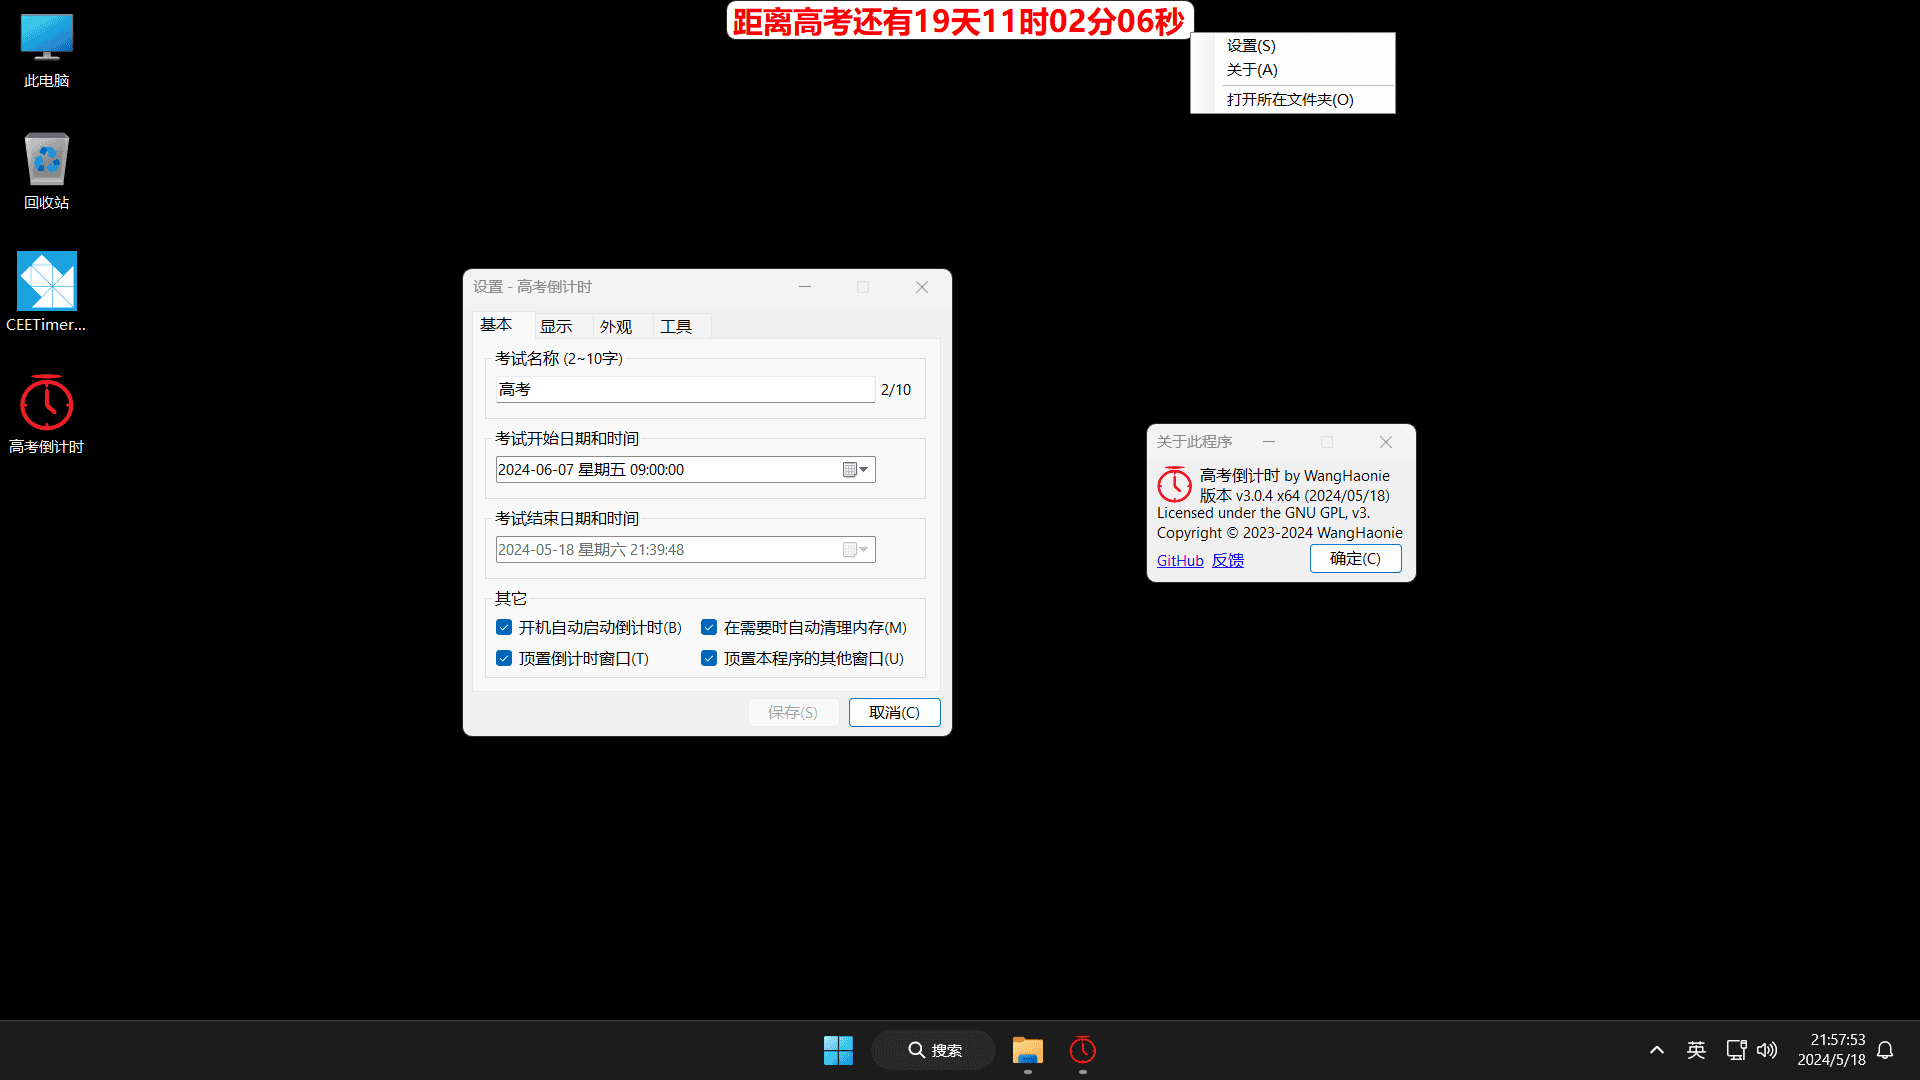 距离高考还有19天11时02分06秒
设置(S)
关于(A)
打开所在文件夹(O)
此电脑
回收站
CEETimer...
高考倒计时
设置 - 高考倒计时
基本 显示 外观 工具
考试名称 (2~10字)
高考 2/10
考试开始日期和时间
2024-06-07 星期五 09:00:00
考试结束日期和时间
2024-05-18 星期六 21:39:48
其它
开机自动启动倒计时(B) 在需要时自动清理内存(M)
顶置倒计时窗口(T) 顶置本程序的其他窗口(U)
保存(S) 取消(C)
关于此程序
高考倒计时 by WangHaonie
版本 v3.0.4 x64 (2024/05/18)
Licensed under the GNU GPL, v3.
Copyright © 2023-2024 WangHaonie
GitHub 反馈 确定(C)
搜索
英
21:57:53
2024/5/18